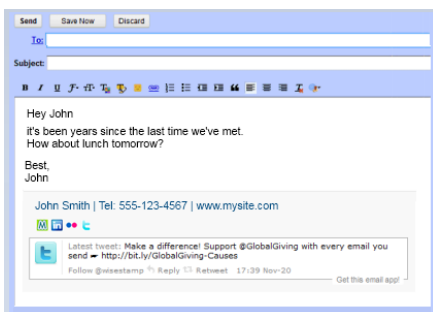 Send Save Now Discard
To:
Subject:
Hey John
it's been years since the last time we've met.
How about lunch tomorrow?
Best,
John
John Smith | Tel: 555-123-4567 | www.mysite.com
Latest tweet: Make a difference! Support @GlobalGiving with every email you
send ➨ http://bit.ly/GlobalGiving-Causes
Follow @wisestamp Reply Retweet 17:29 Nov-20
Get this email app!